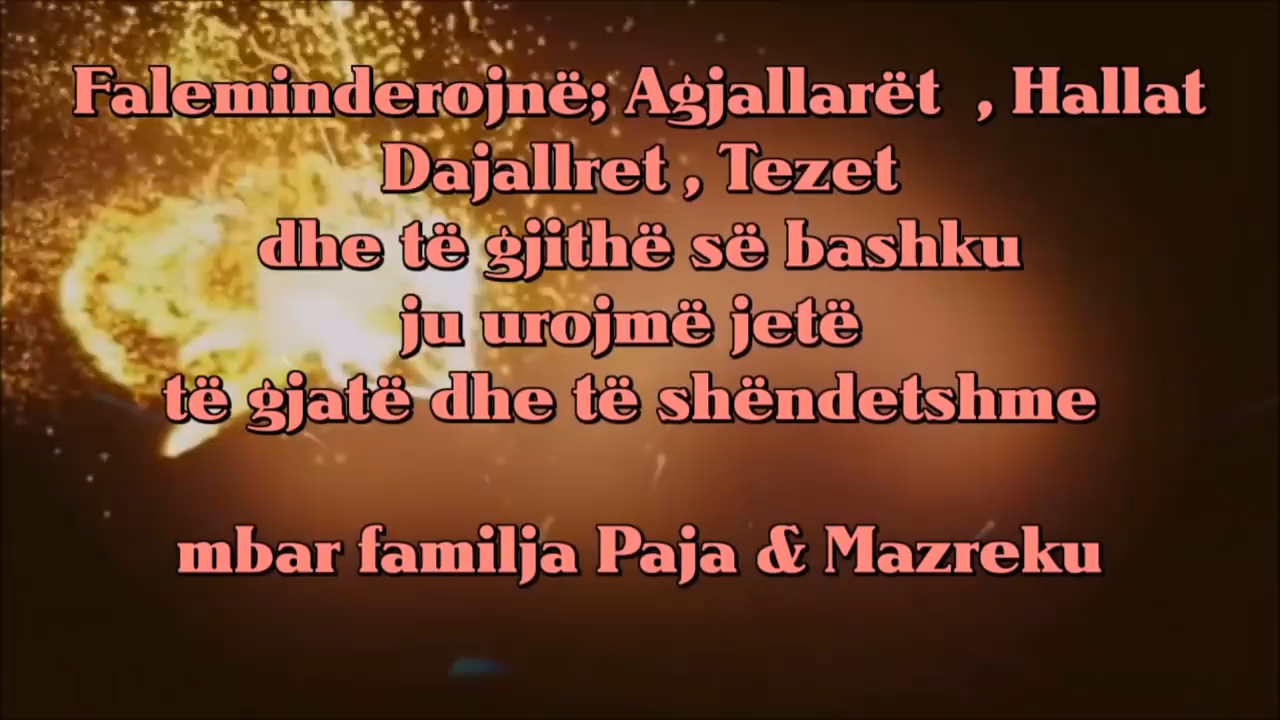 Faleminderojnë; Agjallarët , Hallat
Dajallret , Tezet
dhe të gjithë së bashku
ju urojmë jetë
të gjatë dhe të shëndetshme
mbar familja Paja & Mazreku